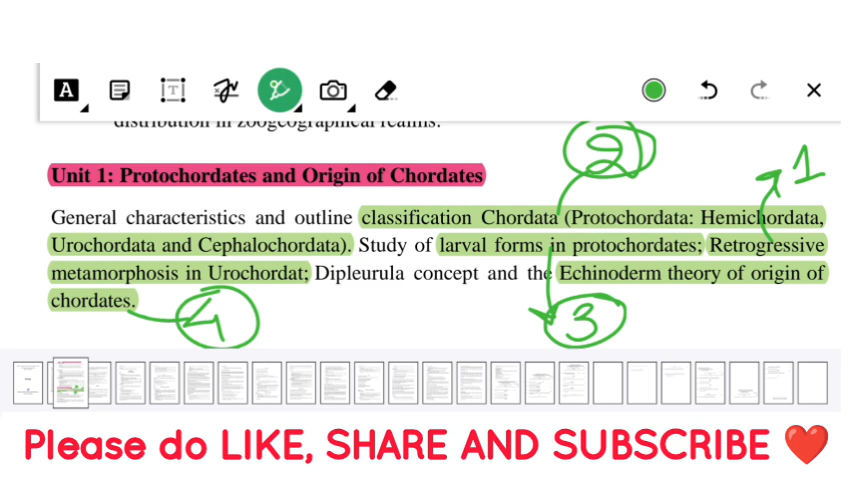 A
T
distribution in zoogeographical realms.
2
1
Unit 1: Protochordates and Origin of Chordates
General characteristics and outline classification Chordata (Protochordata: Hemichordata,
Urochordata and Cephalochordata). Study of larval forms in protochordates; Retrogressive
metamorphosis in Urochordat; Dipleurula concept and the Echinoderm theory of origin of
chordates.
4
3
Please do LIKE, SHARE AND SUBSCRIBE ❤️